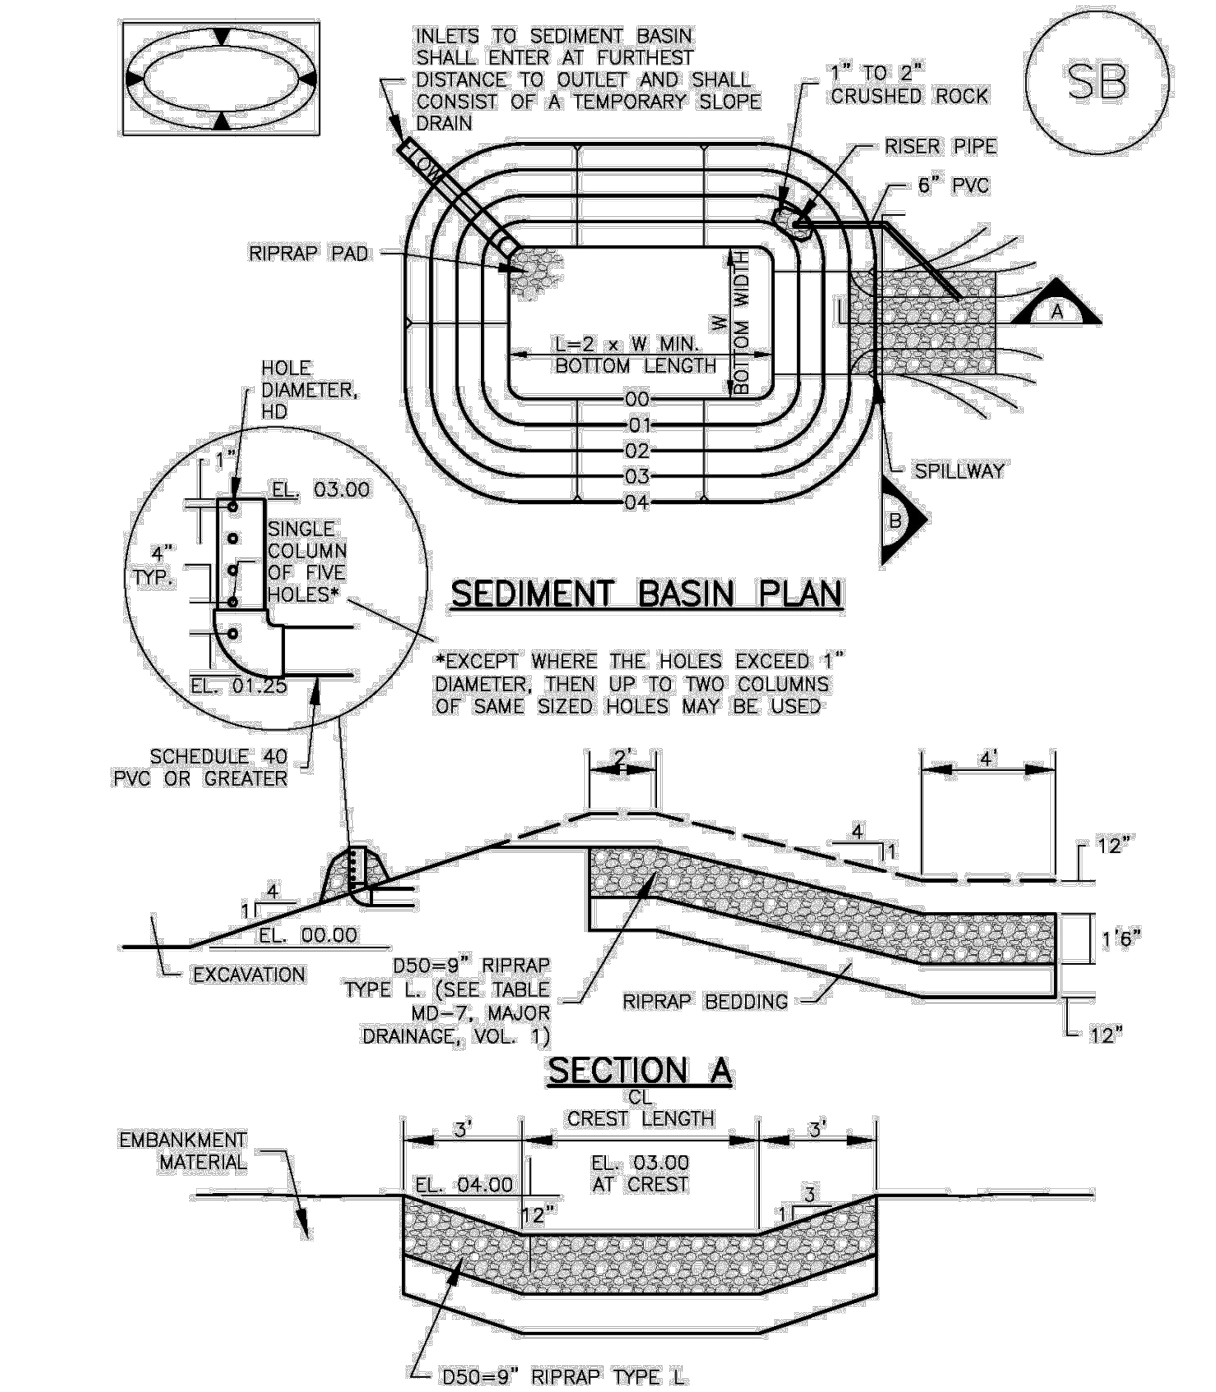 INLETS TO SEDIMENT BASIN
SHALL ENTER AT FURTHEST
DISTANCE TO OUTLET AND SHALL
CONSIST OF A TEMPORARY SLOPE
DRAIN
1" TO 2"
CRUSHED ROCK
SB
RISER PIPE
6" PVC
FLOW
RIPRAP PAD
W
BOTTOM WIDTH
A
L=2 x W MIN.
BOTTOM LENGTH
00
01
02
03
04
SPILLWAY
B
HOLE
DIAMETER,
HD
1"
EL. 03.00
SINGLE
COLUMN
OF FIVE
HOLES*
4"
TYP.
EL. 01.25
SEDIMENT BASIN PLAN
*EXCEPT WHERE THE HOLES EXCEED 1"
DIAMETER, THEN UP TO TWO COLUMNS
OF SAME SIZED HOLES MAY BE USED
SCHEDULE 40
PVC OR GREATER
2'
4'
4
1
12"
4
1
EL. 00.00
EXCAVATION
1'6"
D50=9" RIPRAP
TYPE L. (SEE TABLE
MD-7, MAJOR
DRAINAGE, VOL. 1)
RIPRAP BEDDING
12"
SECTION A
CL
CREST LENGTH
3'
3'
EMBANKMENT
MATERIAL
EL. 04.00
EL. 03.00
AT CREST
12"
3
1
D50=9" RIPRAP TYPE L